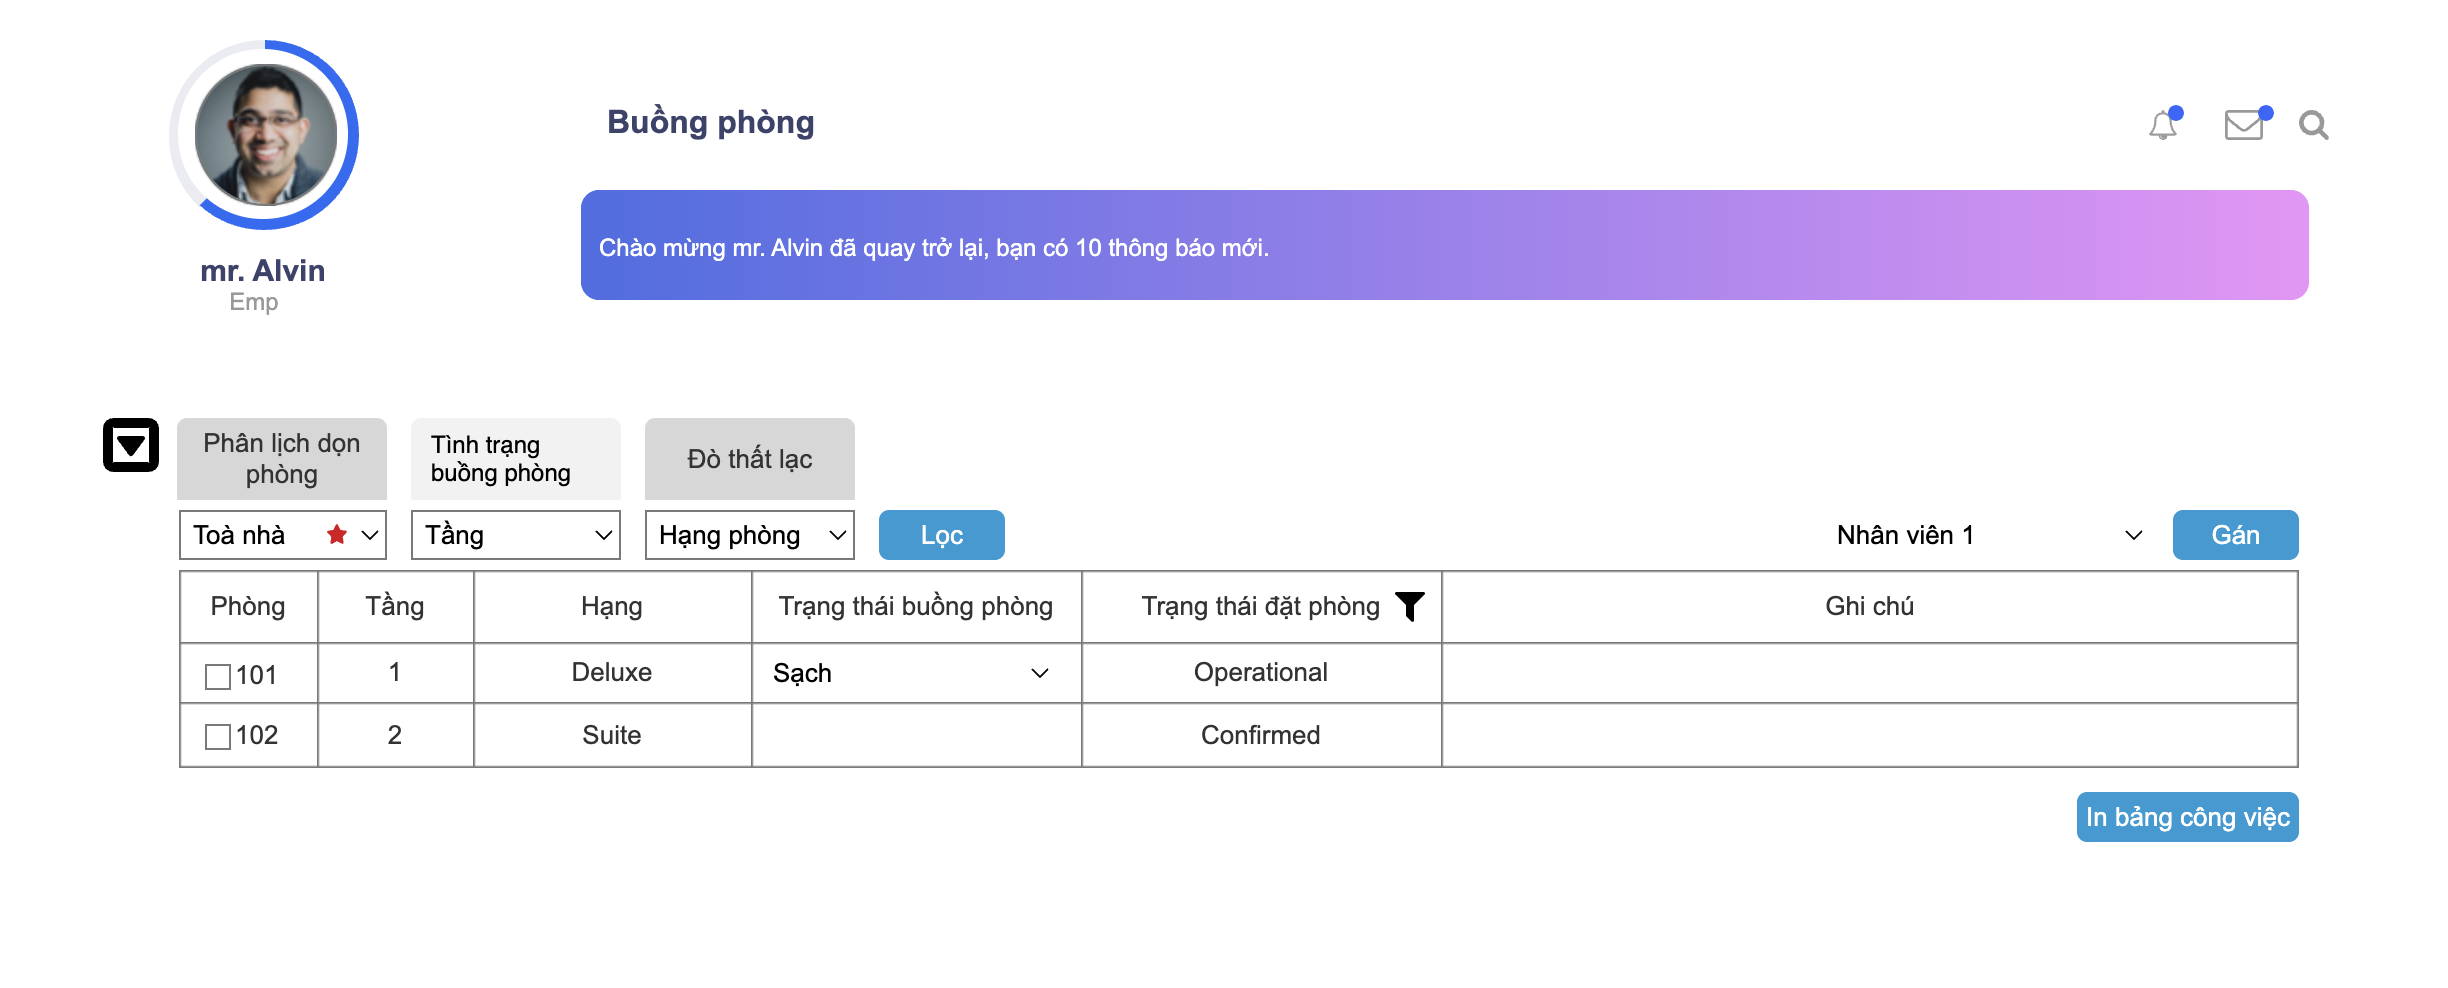 Buồng phòng
Chào mừng mr. Alvin đã quay trở lại, bạn có 10 thông báo mới.
mr. Alvin
Emp
Phân lịch dọn
phòng
Tình trạng
buồng phòng
Đò thất lạc
Toà nhà
Tầng
Hạng phòng
Lọc
Nhân viên 1
Gán
Phòng Tầng Hạng Trạng thái buồng phòng Trạng thái đặt phòng Ghi chú
101 1 Deluxe Sạch Operational
102 2 Suite Confirmed
In bảng công việc